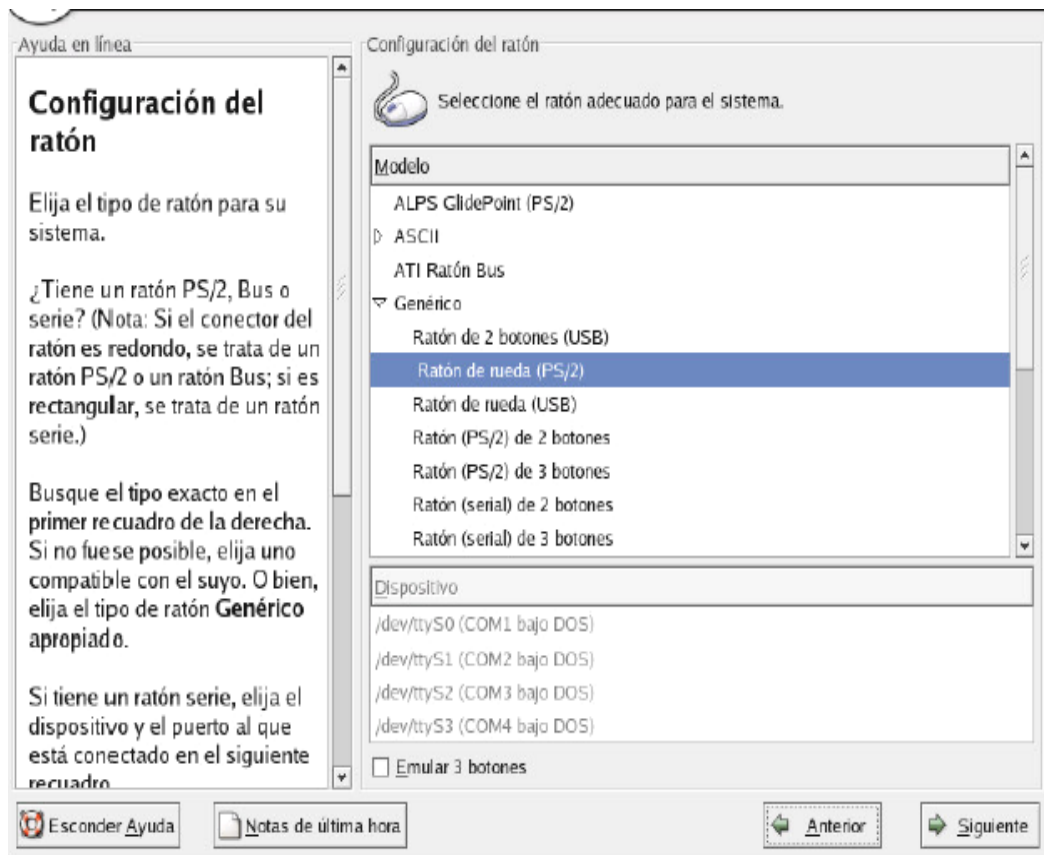 Ayuda en línea
Configuración del
ratón
Elija el tipo de ratón para su
sistema.
¿Tiene un ratón PS/2, Bus o
serie? (Nota: Si el conector del
ratón es redondo, se trata de un
ratón PS/2 o un ratón Bus; si es
rectangular, se trata de un ratón
serie.)
Busque el tipo exacto en el
primer recuadro de la derecha.
Si no fuese posible, elija uno
compatible con el suyo. O bien,
elija el tipo de ratón Genérico
apropiado.
Si tiene un ratón serie, elija el
dispositivo y el puerto al que
está conectado en el siguiente
recuadro
Configuración del ratón
Seleccione el ratón adecuado para el sistema.
Modelo
ALPS GlidePoint (PS/2)
ASCII
ATI Ratón Bus
Genérico
Ratón de 2 botones (USB)
Ratón de rueda (PS/2)
Ratón de rueda (USB)
Ratón (PS/2) de 2 botones
Ratón (PS/2) de 3 botones
Ratón (serial) de 2 botones
Ratón (serial) de 3 botones
Dispositivo
/dev/ttyS0 (COM1 bajo DOS)
/dev/ttyS1 (COM2 bajo DOS)
/dev/ttyS2 (COM3 bajo DOS)
/dev/ttyS3 (COM4 bajo DOS)
Emular 3 botones
Esconder Ayuda
Notas de última hora
Anterior
Siguiente